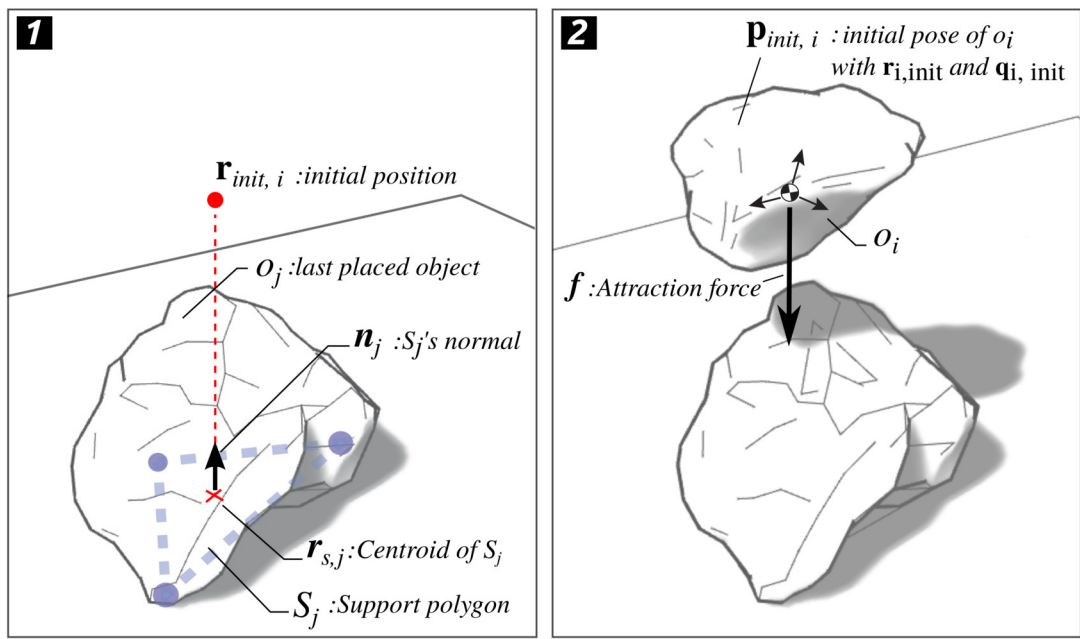 1
r_init, i :initial position
o_j :last placed object
n_j :S_j's normal
r_s,j :Centroid of S_j
S_j :Support polygon
2
p_init, i :initial pose of o_i
with r_i,init and q_i, init
o_i
f :Attraction force